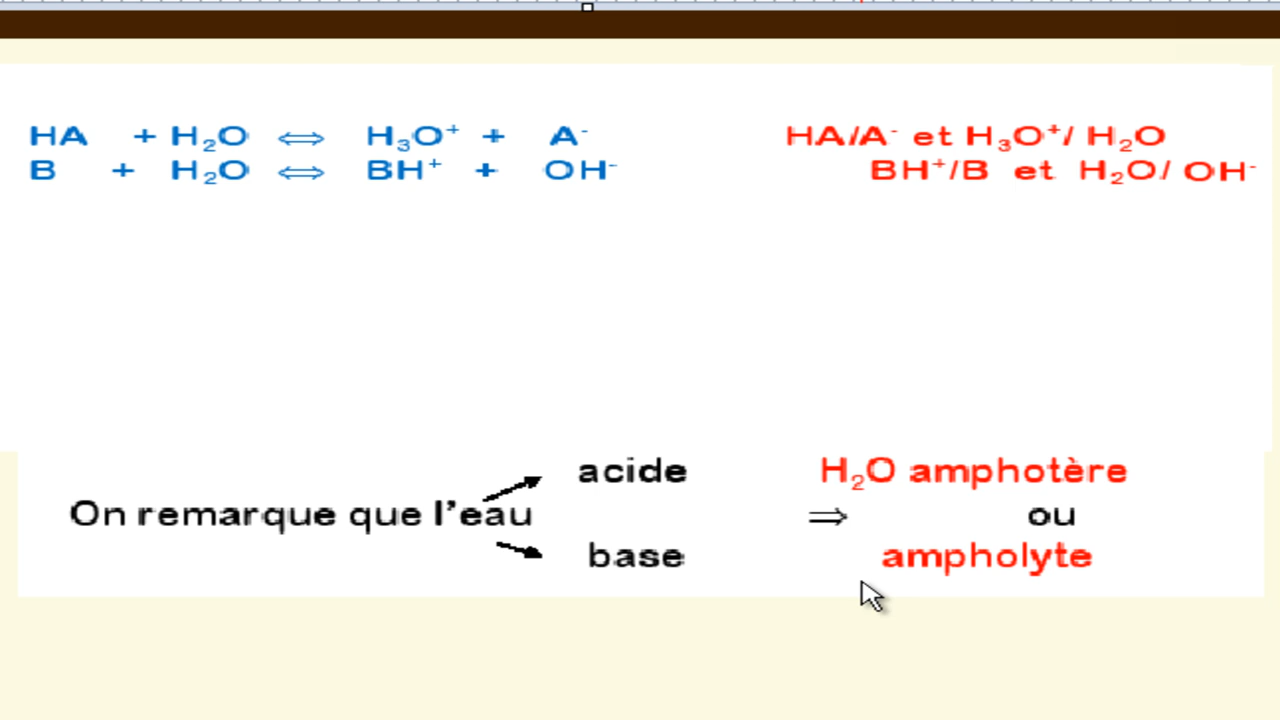 HA + H₂O ⇔ H₃O⁺ + A⁻ HA/A⁻ et H₃O⁺/ H₂O
B + H₂O ⇔ BH⁺ + OH⁻ BH⁺/B et H₂O/ OH⁻
acide H₂O amphotère
On remarque que l’eau ⇒ ou
base ampholyte